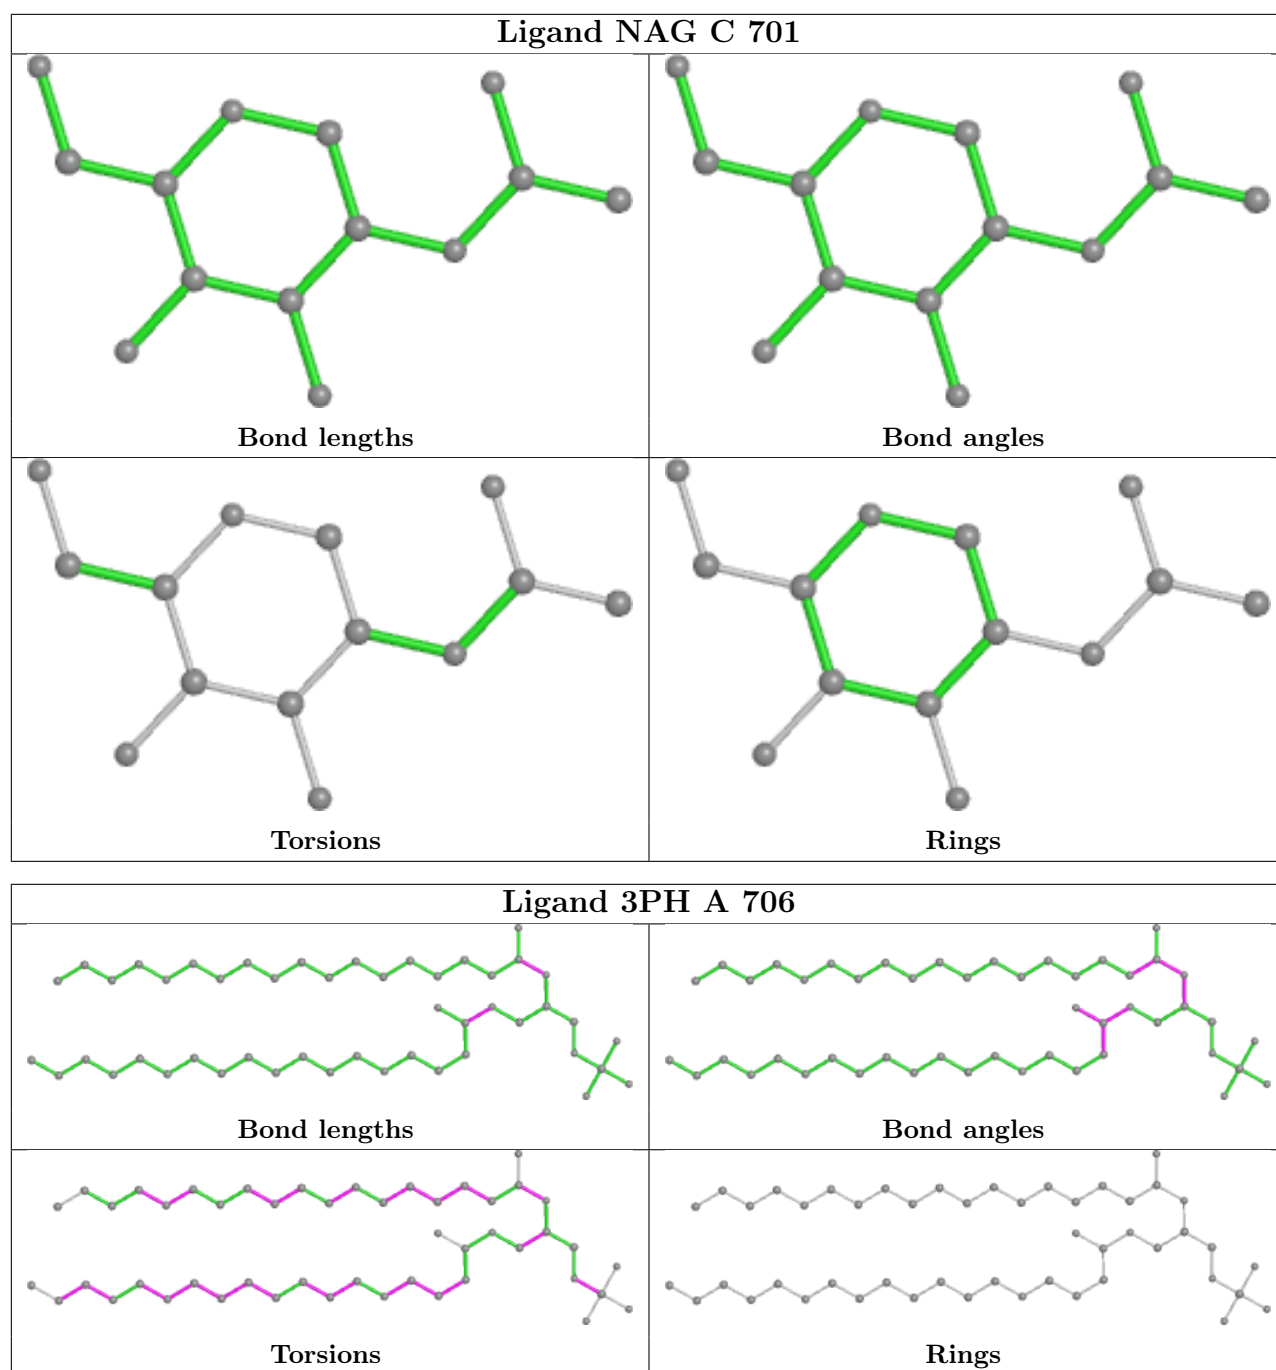 Ligand NAG C 701
Bond lengths
Bond angles
Torsions
Rings
Ligand 3PH A 706
Bond lengths
Bond angles
Torsions
Rings